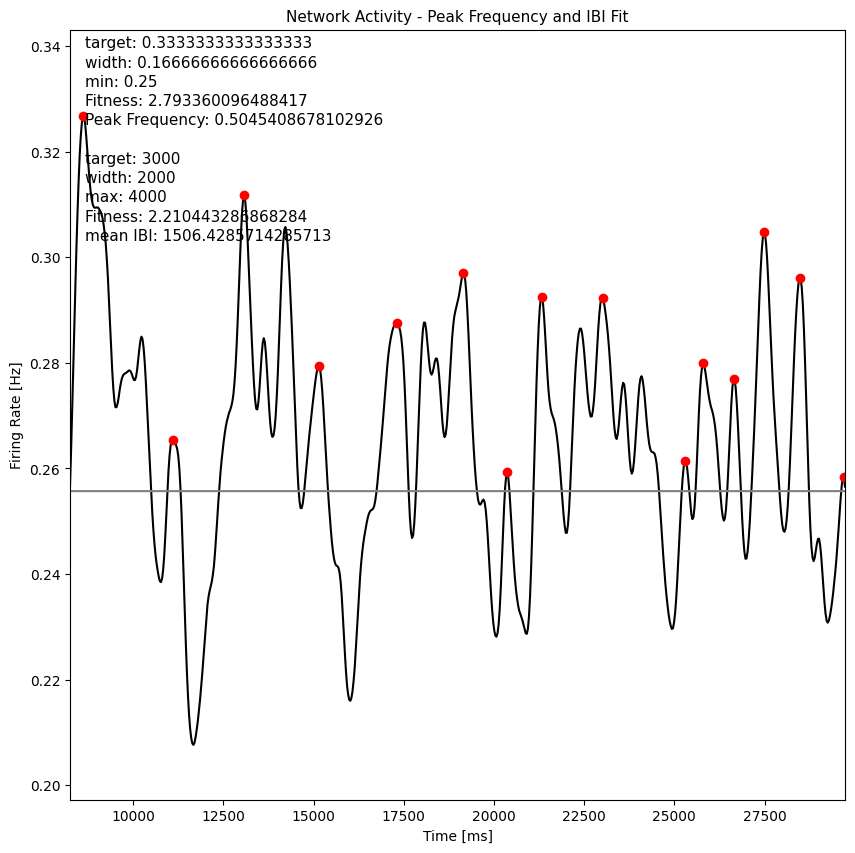 Network Activity - Peak Frequency and IBI Fit
target: 0.3333333333333333
width: 0.16666666666666666
min: 0.25
Fitness: 2.793360096488417
Peak Frequency: 0.5045408678102926
target: 3000
width: 2000
max: 4000
Fitness: 2.210443283868284
mean IBI: 1506.4285714285713
Firing Rate [Hz]
0.34
0.32
0.30
0.28
0.26
0.24
0.22
0.20
10000 12500 15000 17500 20000 22500 25000 27500
Time [ms]